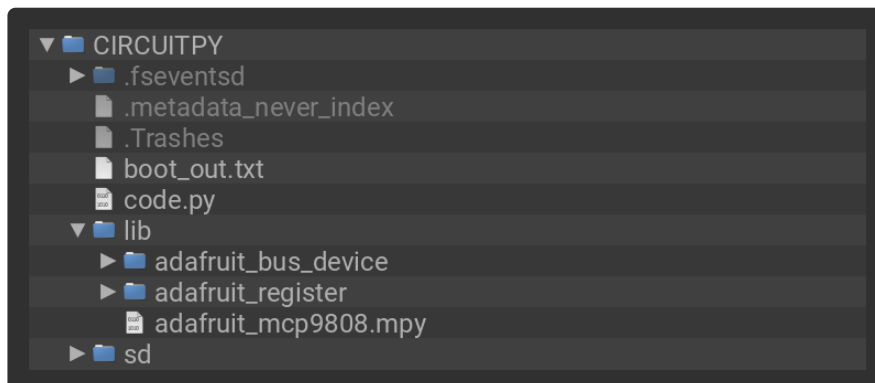 CIRCUITPY
.fseventsd
.metadata_never_index
.Trashes
boot_out.txt
code.py
lib
adafruit_bus_device
adafruit_register
adafruit_mcp9808.mpy
sd